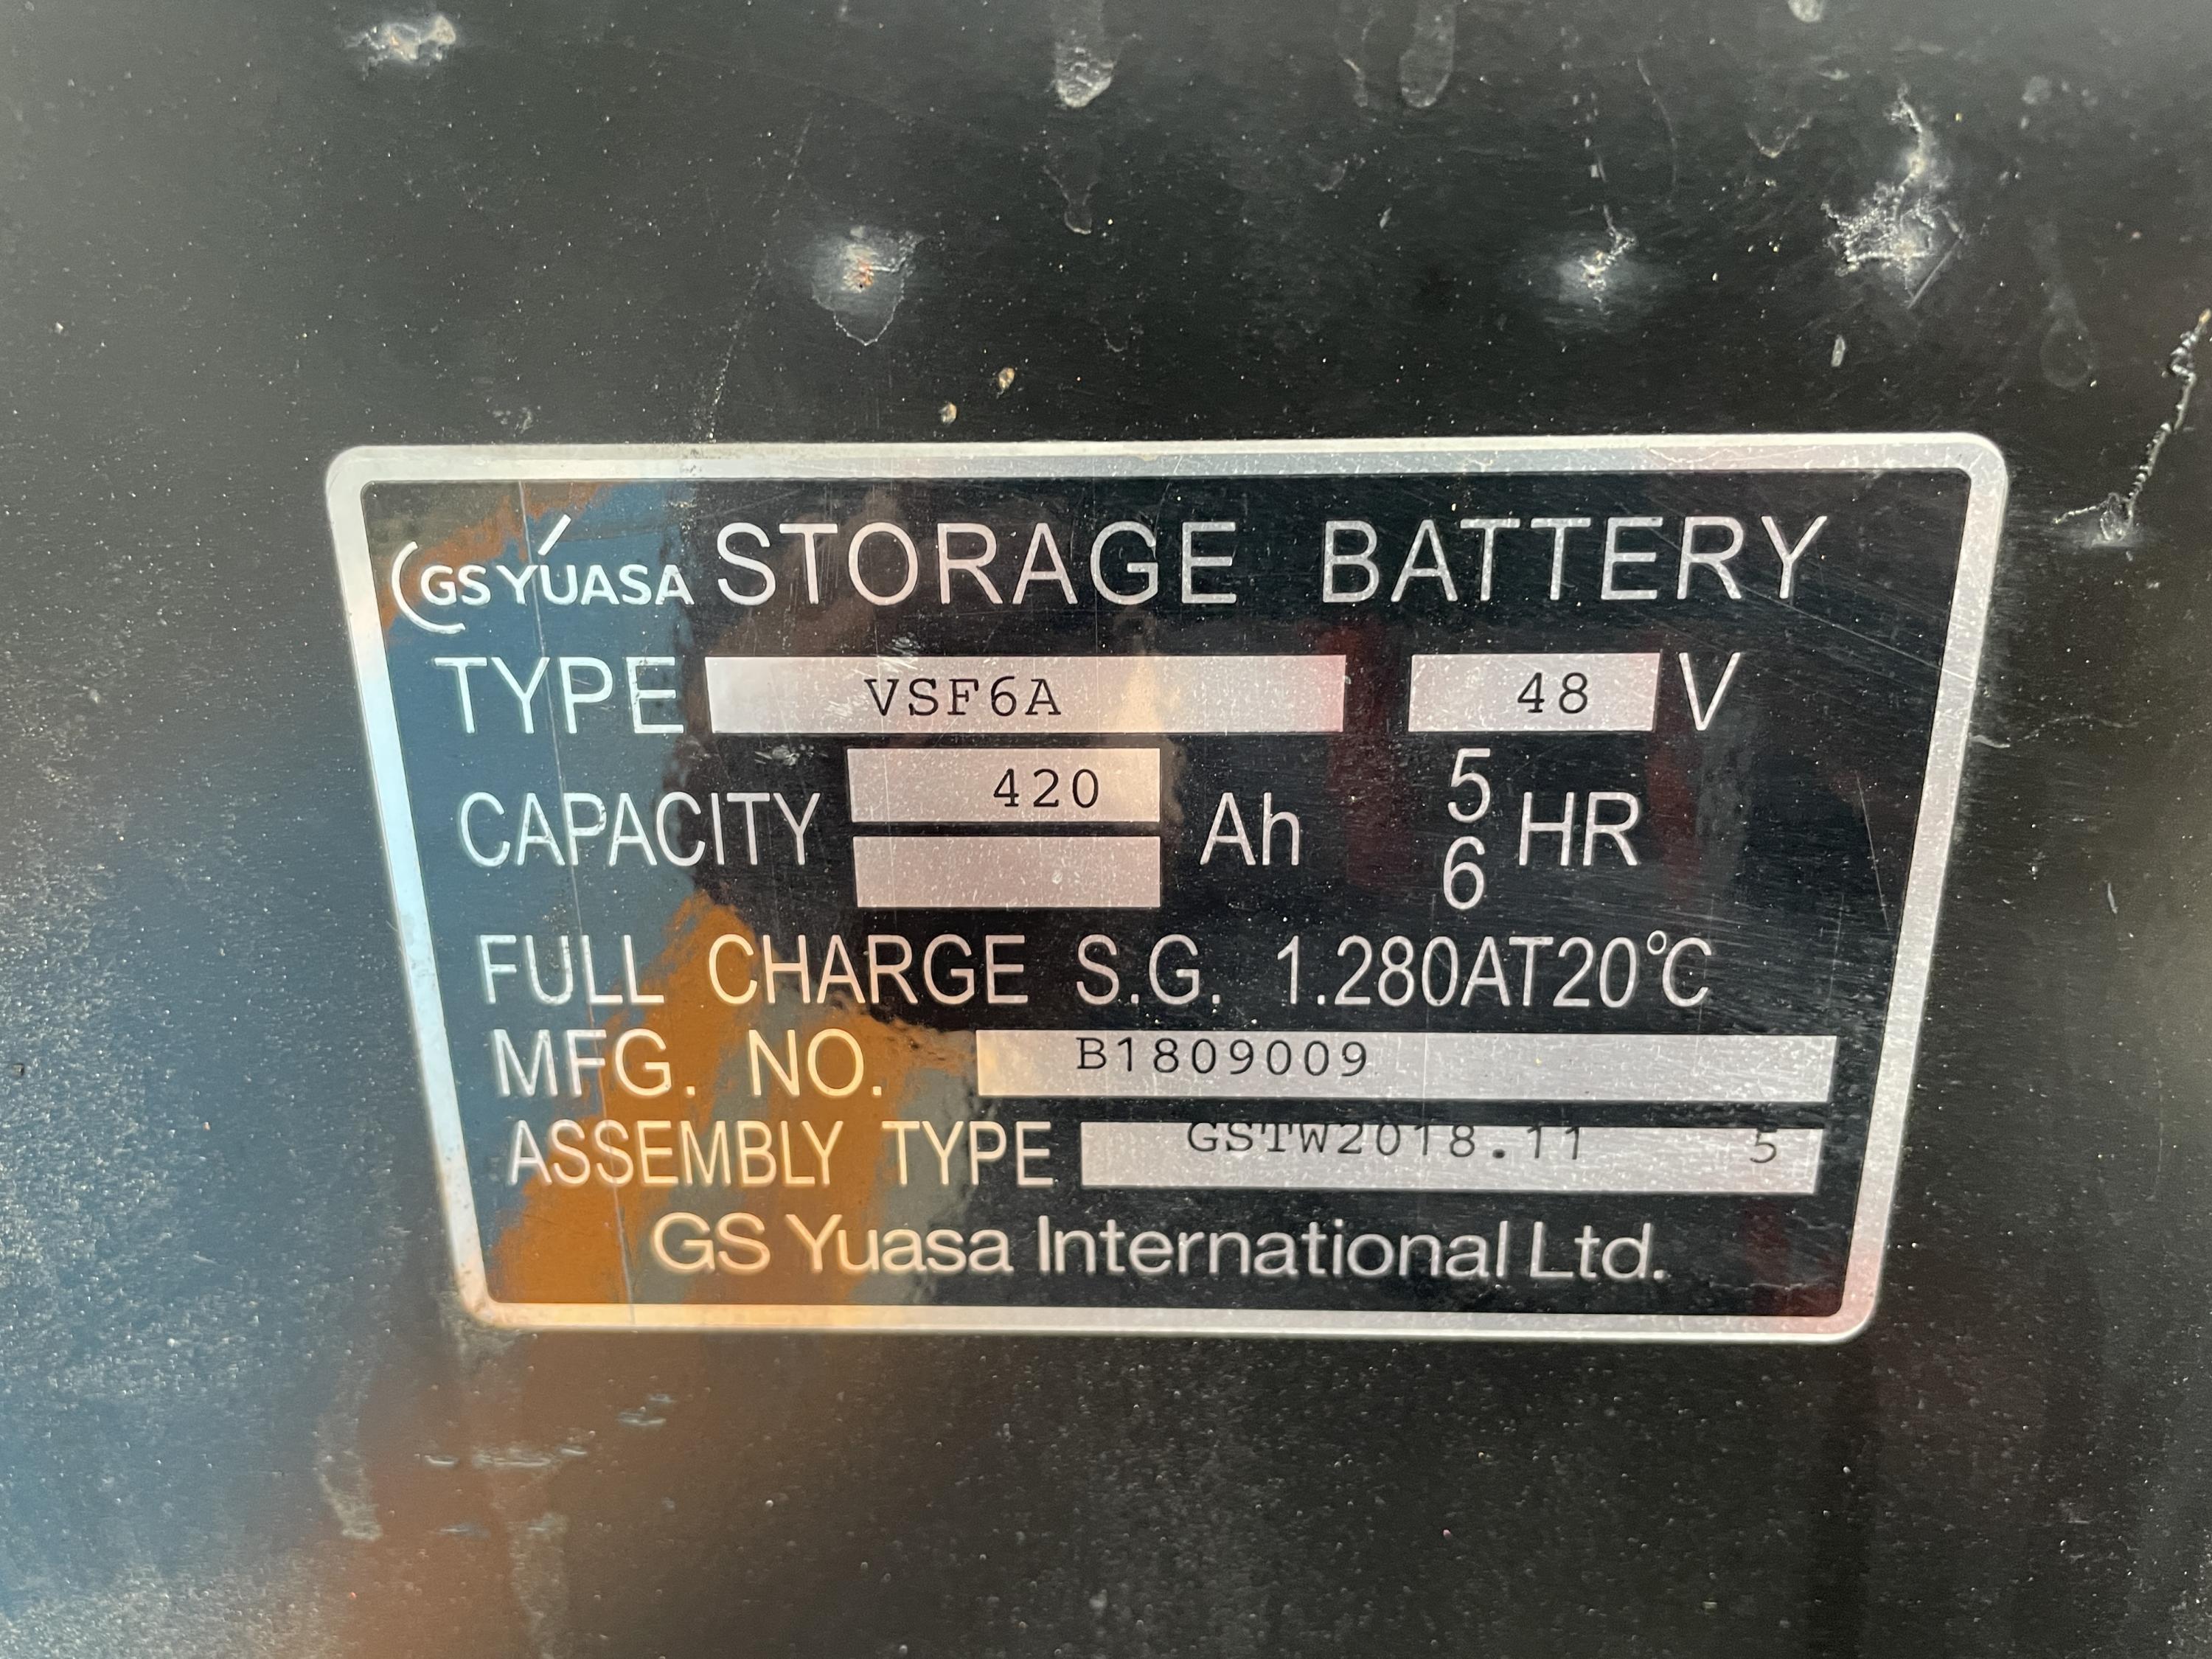 GS YUASA STORAGE BATTERY
TYPE VSF6A 48 V
CAPACITY 420 Ah 5 HR
6
FULL CHARGE S.G. 1.280AT20℃
MFG. NO. B1809009
ASSEMBLY TYPE GSTW2018.11 5
GS Yuasa International Ltd.